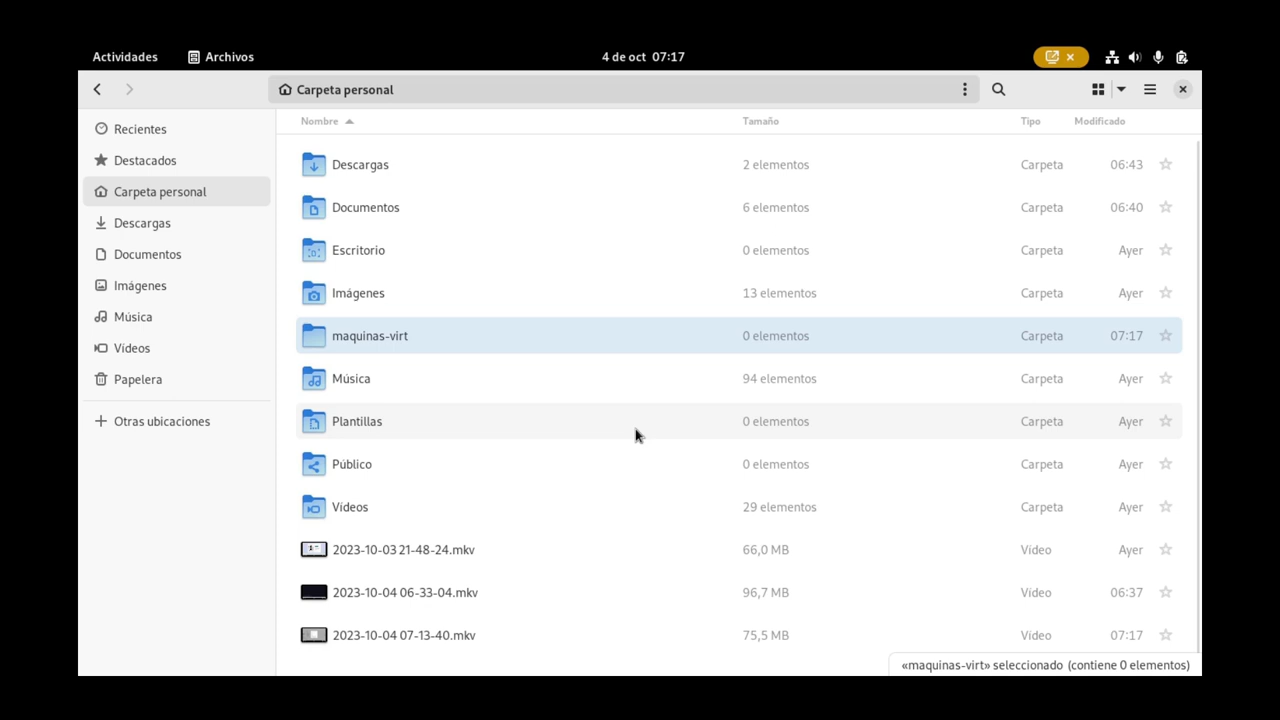 Actividades Archivos 4 de oct 07:17
Carpeta personal
Recientes
Destacados
Carpeta personal
Descargas
Documentos
Imágenes
Música
Vídeos
Papelera
Otras ubicaciones
Nombre Tamaño Tipo Modificado
Descargas 2 elementos Carpeta 06:43
Documentos 6 elementos Carpeta 06:40
Escritorio 0 elementos Carpeta Ayer
Imágenes 13 elementos Carpeta Ayer
maquinas-virt 0 elementos Carpeta 07:17
Música 94 elementos Carpeta Ayer
Plantillas 0 elementos Carpeta Ayer
Público 0 elementos Carpeta Ayer
Vídeos 29 elementos Carpeta Ayer
2023-10-03 21-48-24.mkv 66,0 MB Vídeo Ayer
2023-10-04 06-33-04.mkv 96,7 MB Vídeo 06:37
2023-10-04 07-13-40.mkv 75,5 MB Vídeo 07:17
«maquinas-virt» seleccionado (contiene 0 elementos)